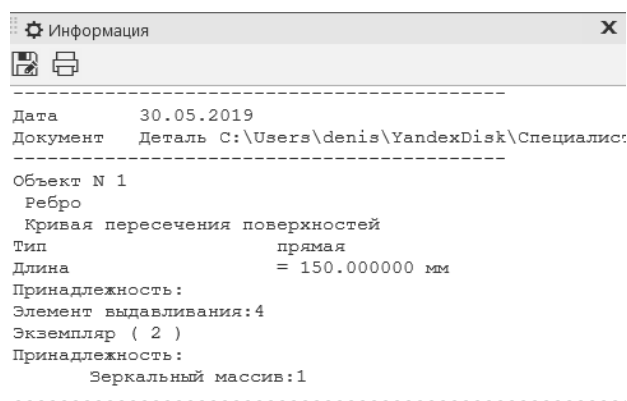 Информация X
-------------------------------------------
Дата 30.05.2019
Документ Деталь C:\Users\denis\YandexDisk\Специалист
-------------------------------------------
Объект N 1
Ребро
Кривая пересечения поверхностей
Тип прямая
Длина = 150.000000 мм
Принадлежность:
Элемент выдавливания:4
Экземпляр ( 2 )
Принадлежность:
Зеркальный массив:1